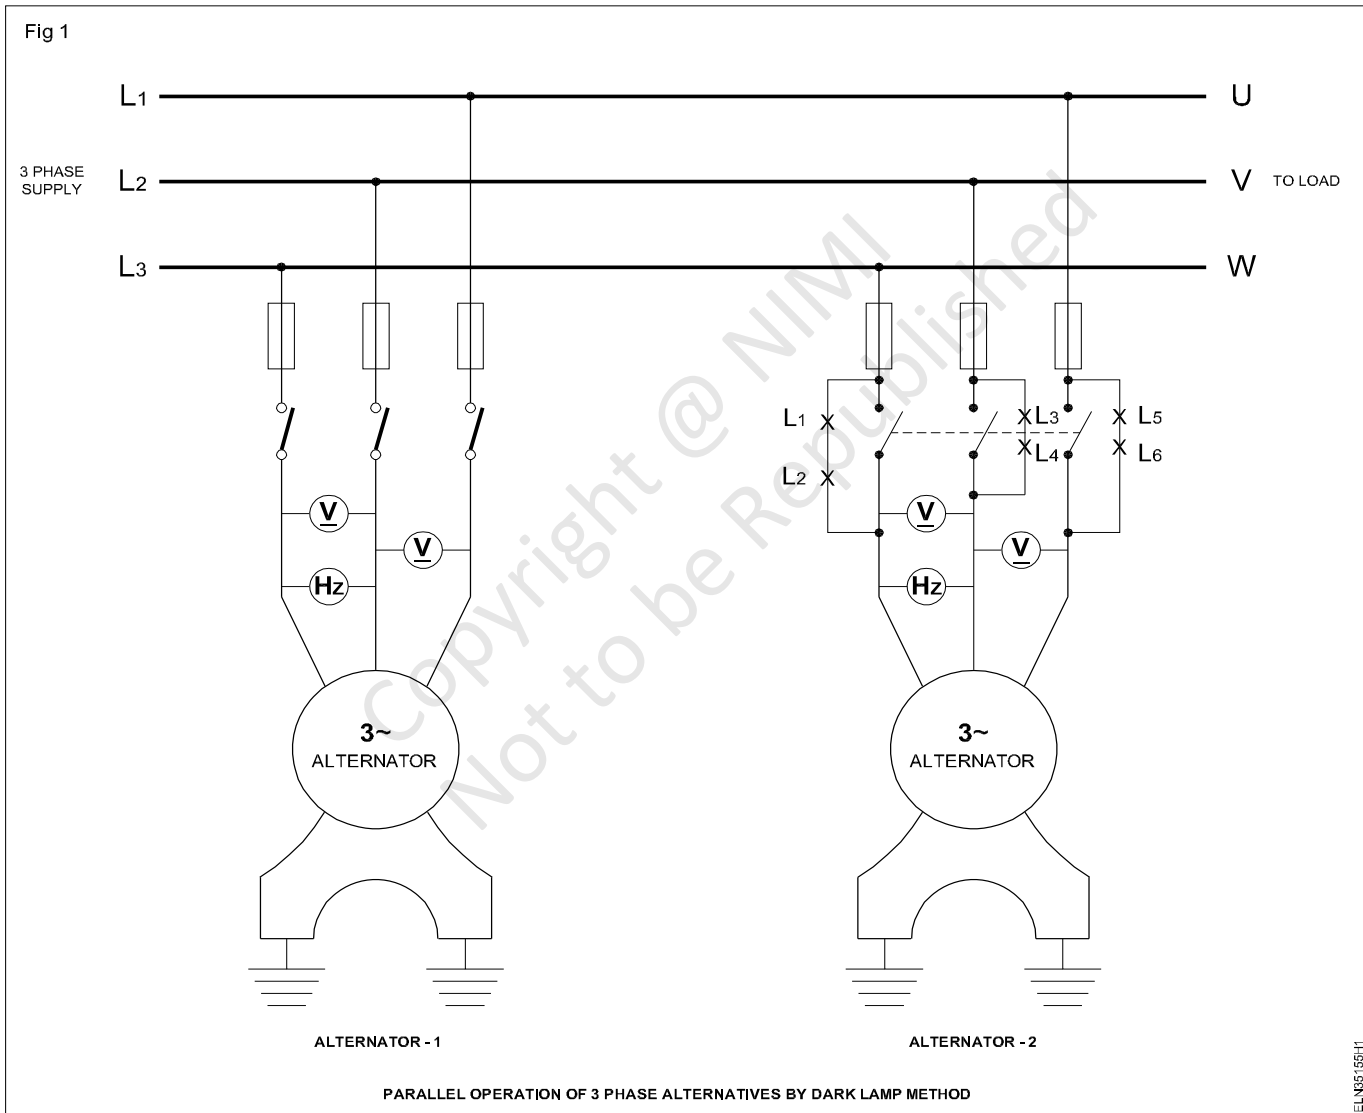 Fig 1
L1 U
3 PHASE
SUPPLY
L2 V TO LOAD
L3 W
Copyright @ NIMI
Not to be Republished
L1
L2
L3
L4
L5
L6
V V
V V
Hz Hz
3~
ALTERNATOR
3~
ALTERNATOR
ALTERNATOR - 1
ALTERNATOR - 2
PARALLEL OPERATION OF 3 PHASE ALTERNATIVES BY DARK LAMP METHOD
ELN35155H1